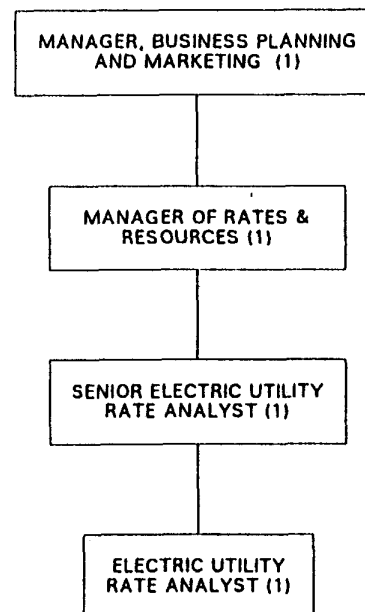 MANAGER, BUSINESS PLANNING
AND MARKETING (1)
MANAGER OF RATES &
RESOURCES (1)
SENIOR ELECTRIC UTILITY
RATE ANALYST (1)
ELECTRIC UTILITY
RATE ANALYST (1)